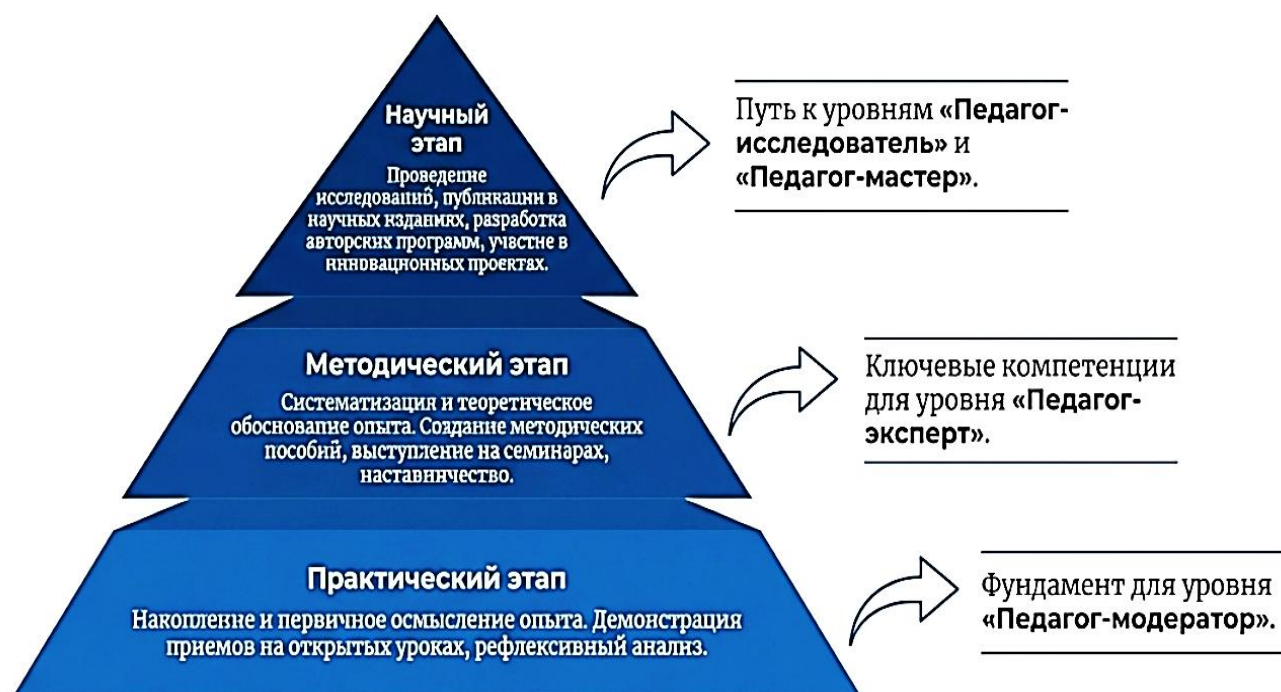 Научный
этап
Проведение
исследований, публикации в
научных изданиях, разработка
авторских программ, участие в
инновационных проектах.
Путь к уровням «Педагог-
исследователь» и
«Педагог-мастер».
Методический этап
Систематизация и теоретическое
обоснование опыта. Создание методических
пособий, выступление на семинарах,
наставничество.
Ключевые компетенции
для уровня «Педагог-
эксперт».
Практический этап
Накопление и первичное осмысление опыта. Демонстрация
приемов на открытых уроках, рефлексивный анализ.
Фундамент для уровня
«Педагог-модератор».